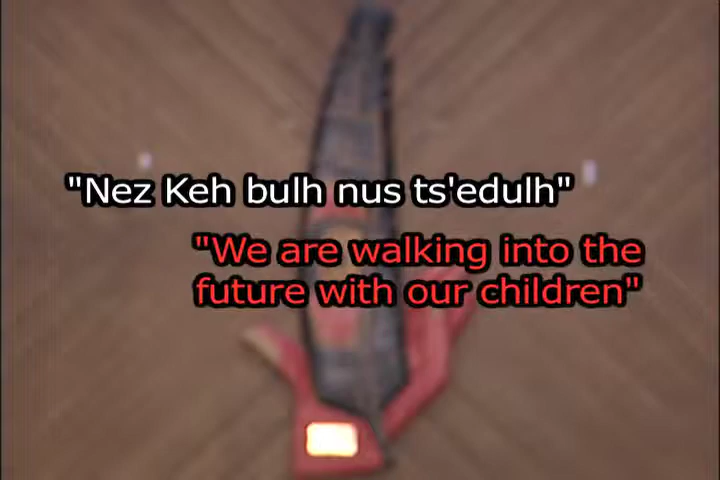 "Nez Keh bulh nus ts'edulh"
"We are walking into the
future with our children"